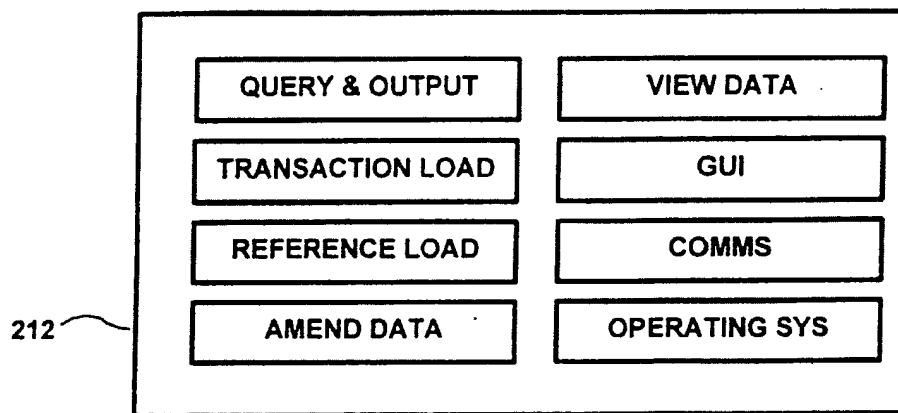 QUERY & OUTPUT
VIEW DATA
TRANSACTION LOAD
GUI
REFERENCE LOAD
COMMS
212
AMEND DATA
OPERATING SYS